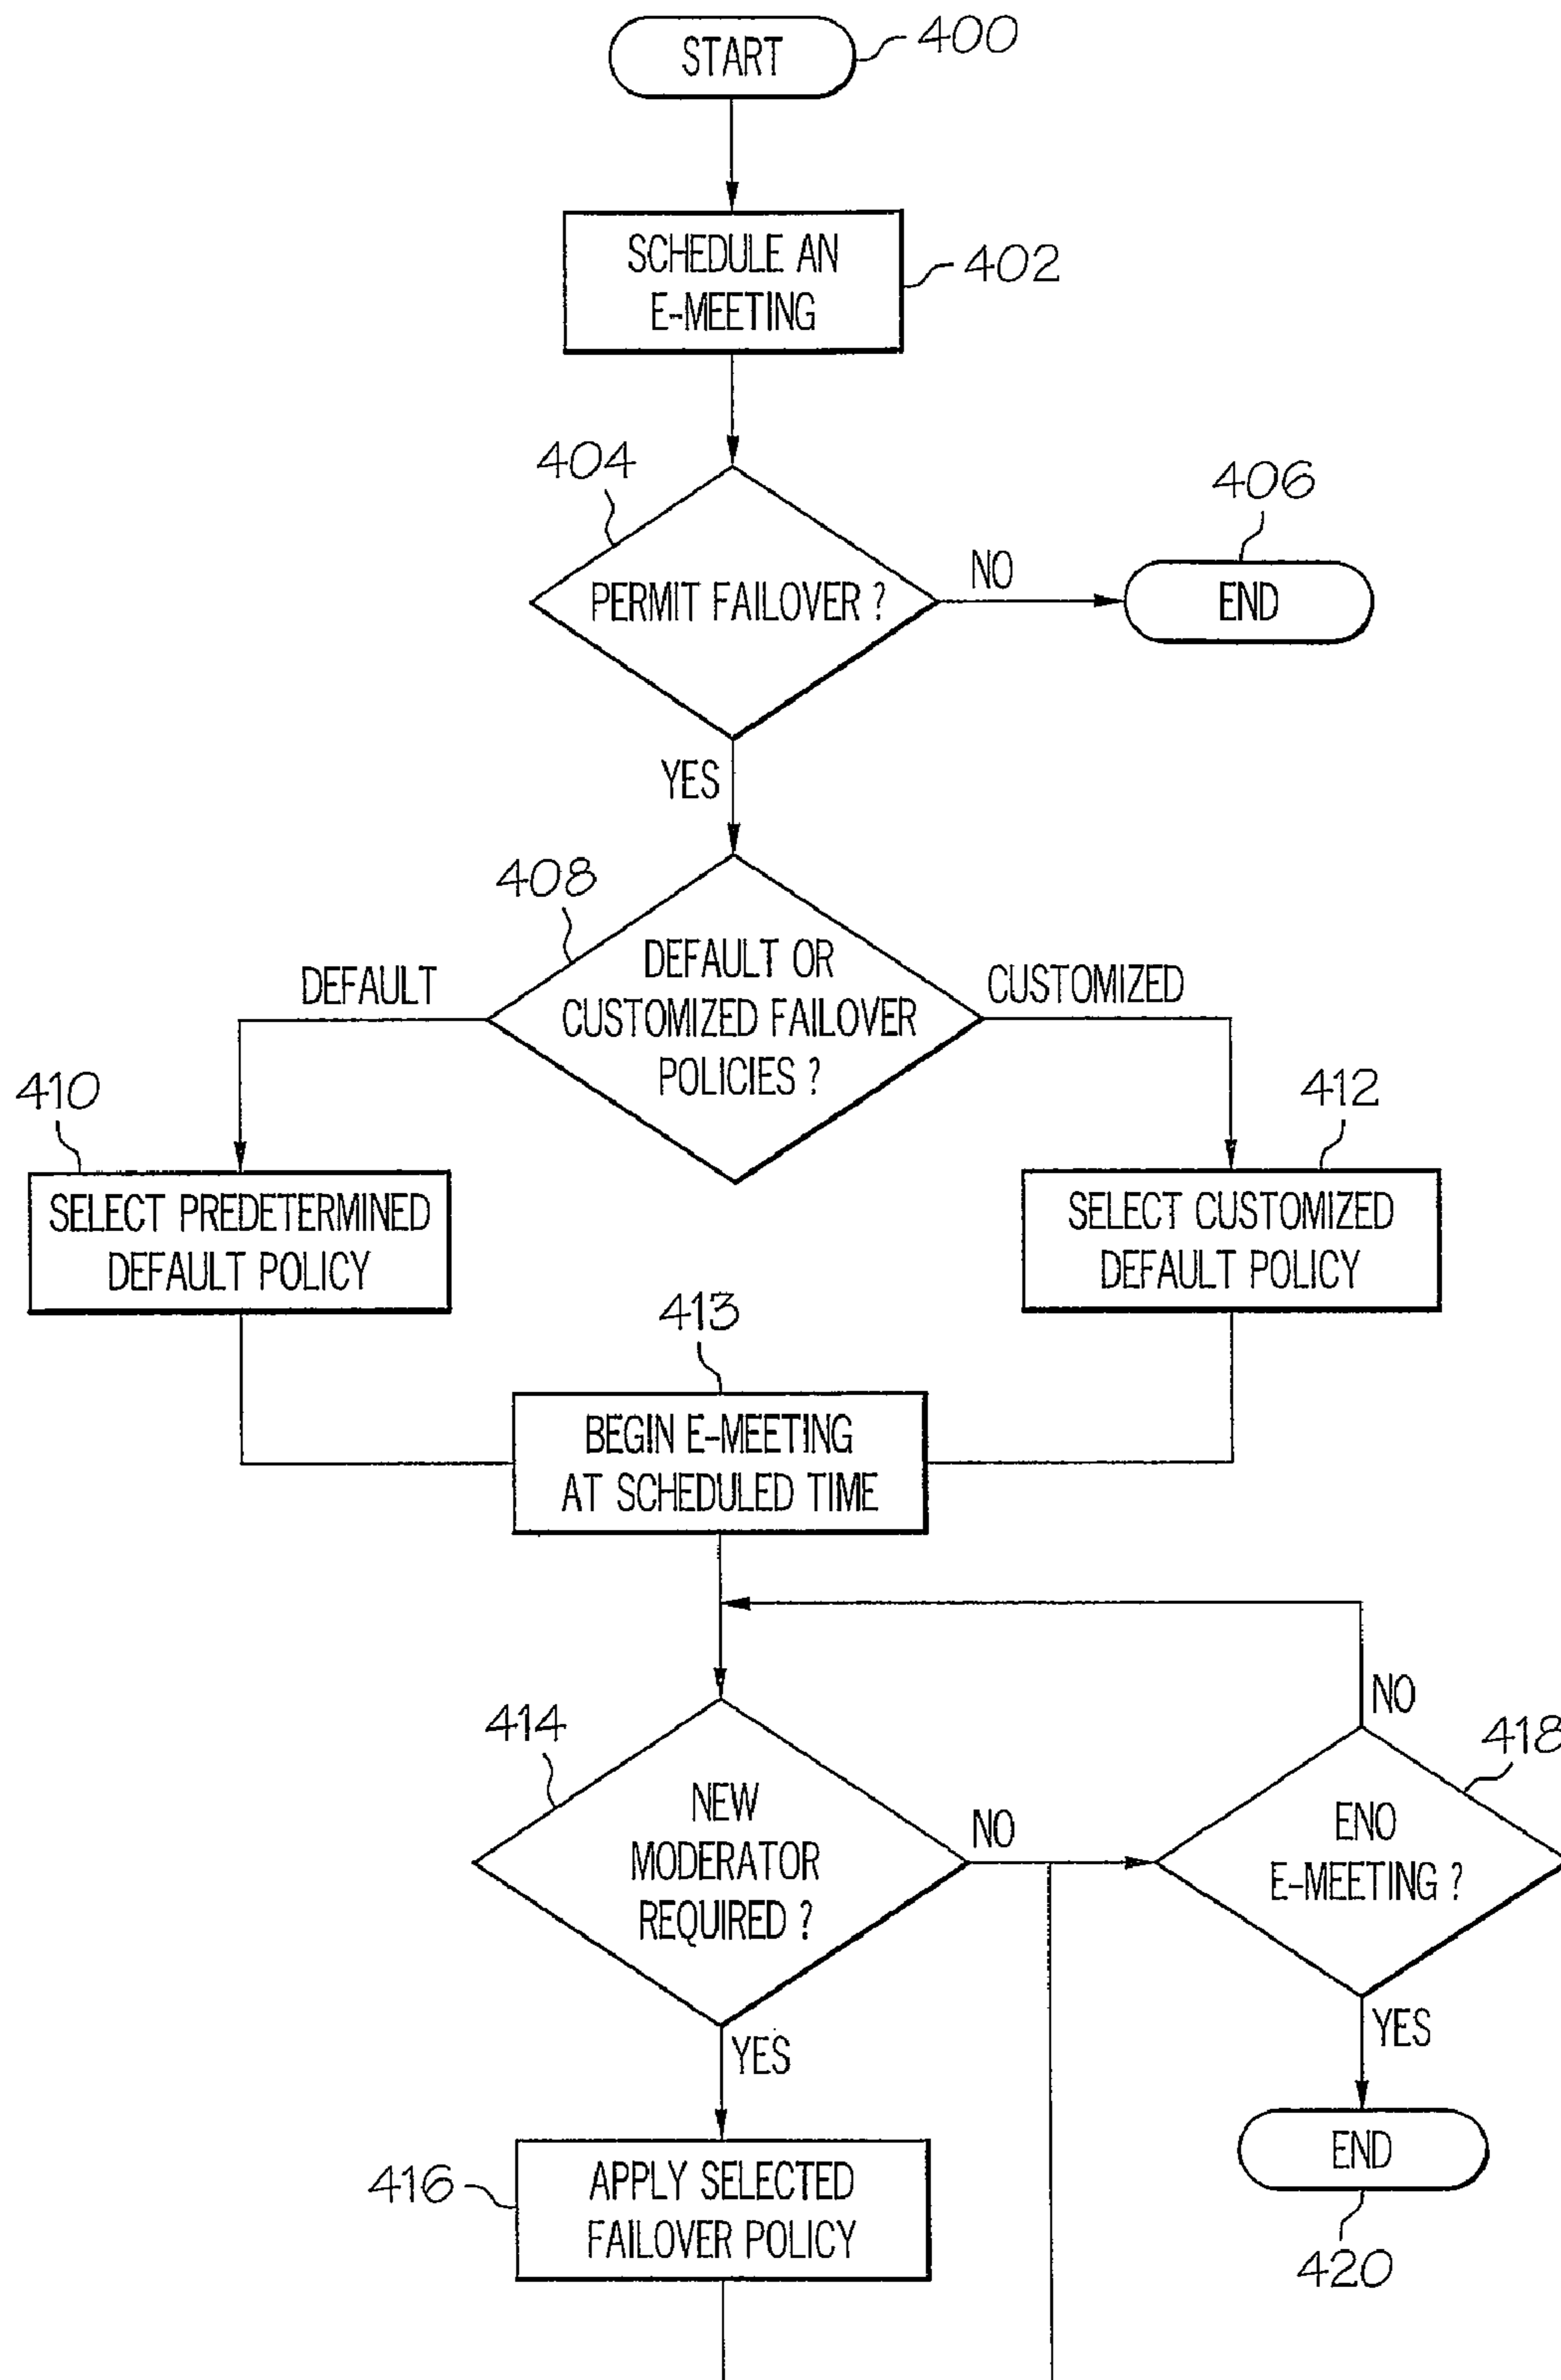 START
400
SCHEDULE AN
E-MEETING
402
404
PERMIT FAILOVER ?
NO
406
END
YES
408
DEFAULT OR
CUSTOMIZED FAILOVER
POLICIES ?
DEFAULT
CUSTOMIZED
410
SELECT PREDETERMINED
DEFAULT POLICY
412
SELECT CUSTOMIZED
DEFAULT POLICY
413
BEGIN E-MEETING
AT SCHEDULED TIME
414
NEW
MODERATOR
REQUIRED ?
NO
NO
418
ENO
E-MEETING ?
YES
YES
416
APPLY SELECTED
FAILOVER POLICY
END
420